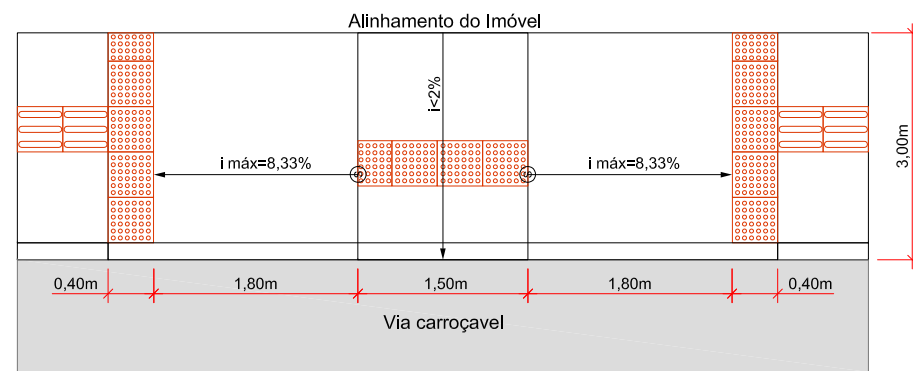 Alinhamento do Imóvel
i<2%
i máx=8,33%
i máx=8,33%
S
S
3,00m
0,40m
1,80m
1,50m
1,80m
0,40m
Via carroçavel